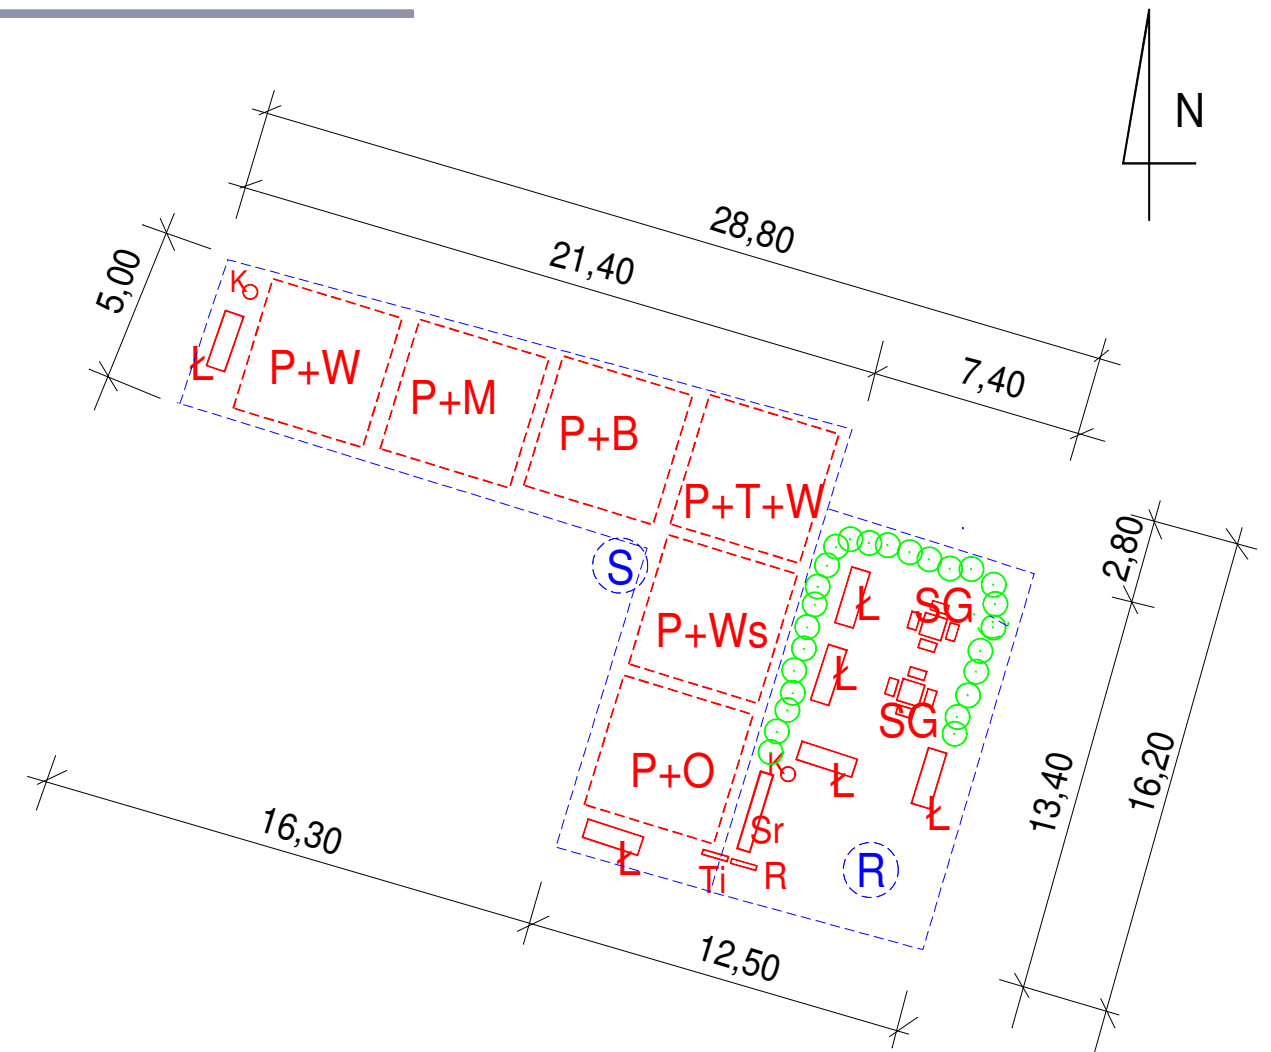 N
28,80
21,40
7,40
5,00
K
Ł
P+W
P+M
P+B
P+T+W
2,80
S
P+Ws
Ł
SG
Ł
SG
P+O
K
Ł
Ł
Sr
Ł
Ti
R
R
Ł
13,40
16,20
16,30
12,50